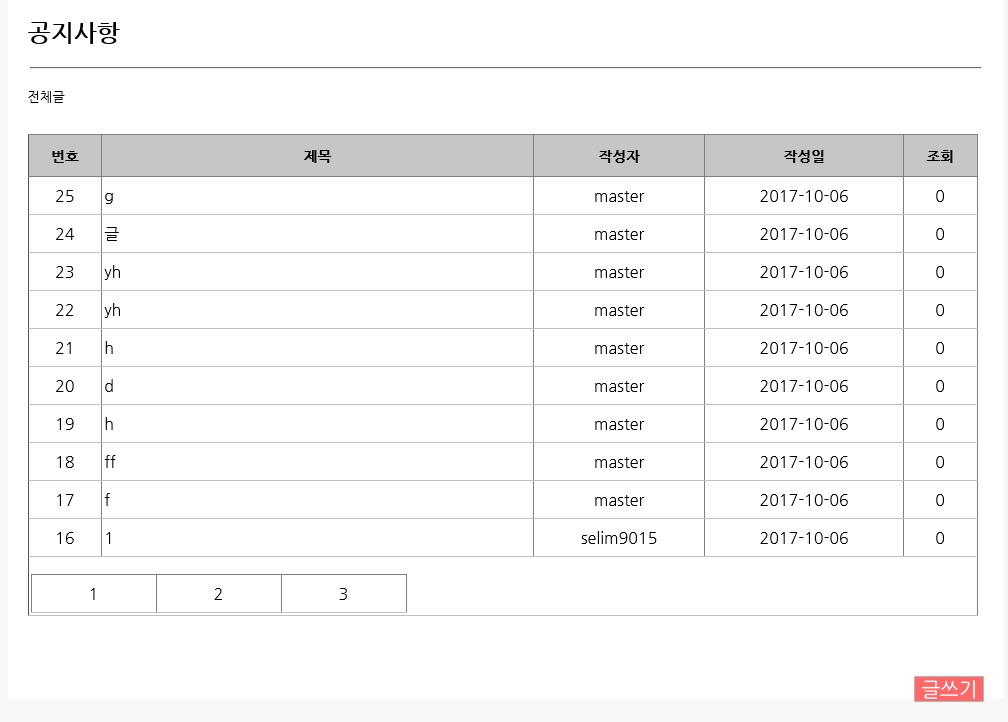 공지사항
전체글
번호 제목 작성자 작성일 조회
25 g master 2017-10-06 0
24 글 master 2017-10-06 0
23 yh master 2017-10-06 0
22 yh master 2017-10-06 0
21 h master 2017-10-06 0
20 d master 2017-10-06 0
19 h master 2017-10-06 0
18 ff master 2017-10-06 0
17 f master 2017-10-06 0
16 1 selim9015 2017-10-06 0
1 2 3
글쓰기